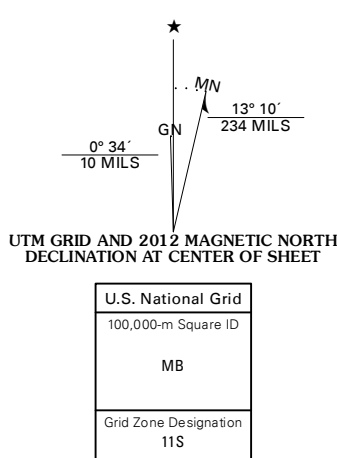 ★
MN
GN
13° 10´
234 MILS
0° 34´
10 MILS
UTM GRID AND 2012 MAGNETIC NORTH
DECLINATION AT CENTER OF SHEET
U.S. National Grid
100,000-m Square ID
MB
Grid Zone Designation
11S